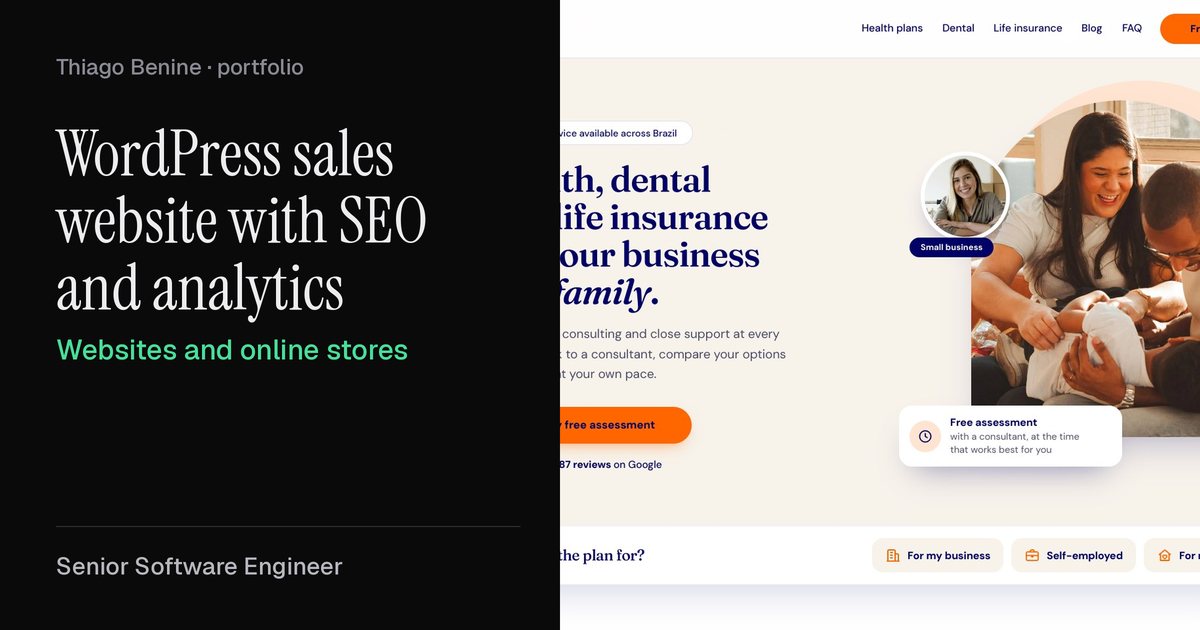 Thiago Benine · portfolio
WordPress sales
website with SEO
and analytics
Websites and online stores
Senior Software Engineer
Health plans Dental Life insurance Blog FAQ
available across Brazil
dental
life insurance
business
family.
consulting and close support at every
to a consultant, compare your options
your own pace.
free assessment
87 reviews on Google
Small business
Free assessment
with a consultant, at the time
that works best for you
the plan for?
For my business
Self-employed
For